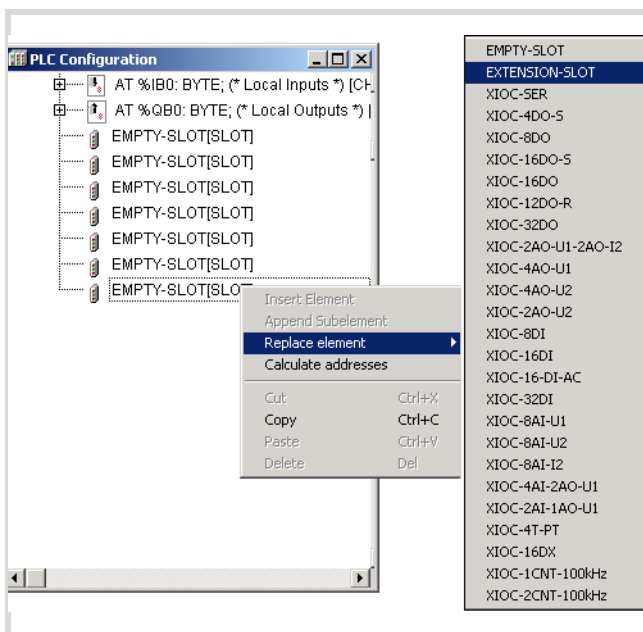 PLC Configuration
AT %IB0: BYTE; (* Local Inputs *) [CH
AT %QB0: BYTE; (* Local Outputs *) [
EMPTY-SLOT[SLOT]
EMPTY-SLOT[SLOT]
EMPTY-SLOT[SLOT]
EMPTY-SLOT[SLOT]
EMPTY-SLOT[SLOT]
EMPTY-SLOT[SLOT]
EMPTY-SLOT[SLOT
Insert Element
Append Subelement
Replace element
Calculate addresses
Cut Ctrl+X
Copy Ctrl+C
Paste Ctrl+V
Delete Del
EMPTY-SLOT
EXTENSION-SLOT
XIOC-SER
XIOC-4DO-S
XIOC-8DO
XIOC-16DO-S
XIOC-16DO
XIOC-12DO-R
XIOC-32DO
XIOC-2AO-U1-2AO-I2
XIOC-4AO-U1
XIOC-4AO-U2
XIOC-2AO-U2
XIOC-8DI
XIOC-16DI
XIOC-16-DI-AC
XIOC-32DI
XIOC-8AI-U1
XIOC-8AI-U2
XIOC-8AI-I2
XIOC-4AI-2AO-U1
XIOC-2AI-1AO-U1
XIOC-4T-PT
XIOC-16DX
XIOC-1CNT-100kHz
XIOC-2CNT-100kHz